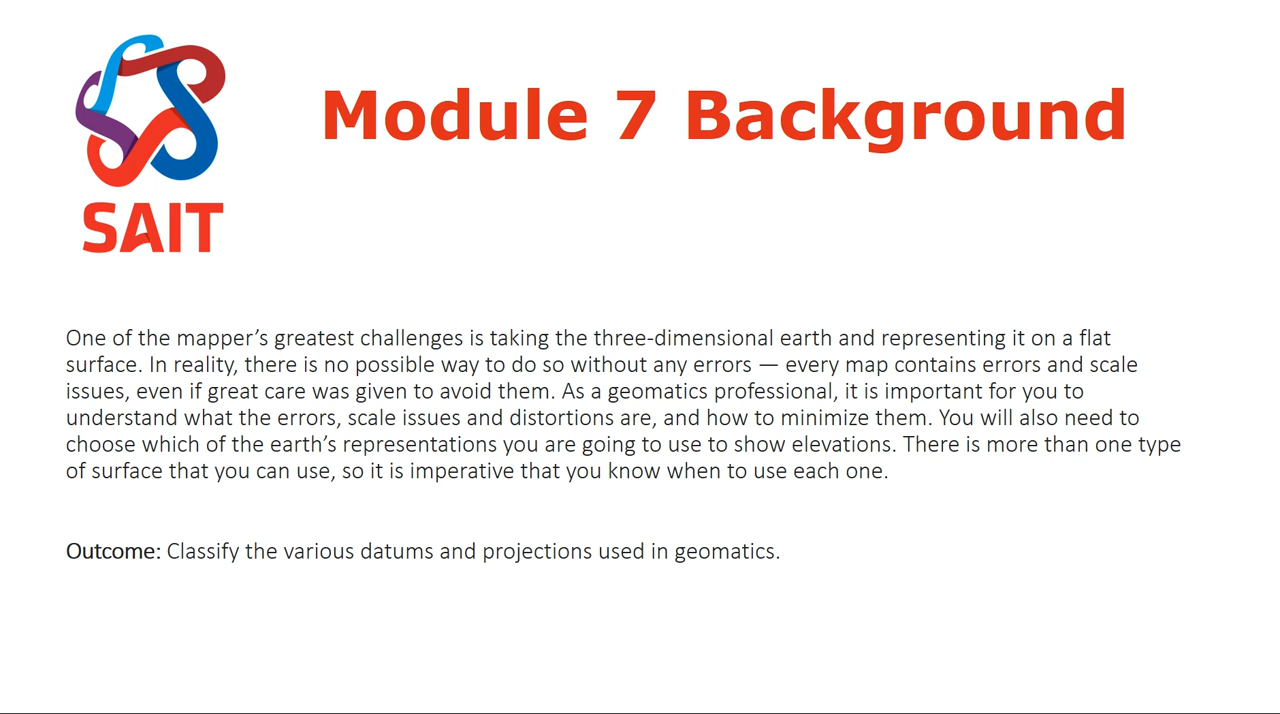 SAIT
Module 7 Background
One of the mapper’s greatest challenges is taking the three-dimensional earth and representing it on a flat
surface. In reality, there is no possible way to do so without any errors — every map contains errors and scale
issues, even if great care was given to avoid them. As a geomatics professional, it is important for you to
understand what the errors, scale issues and distortions are, and how to minimize them. You will also need to
choose which of the earth’s representations you are going to use to show elevations. There is more than one type
of surface that you can use, so it is imperative that you know when to use each one.
Outcome: Classify the various datums and projections used in geomatics.